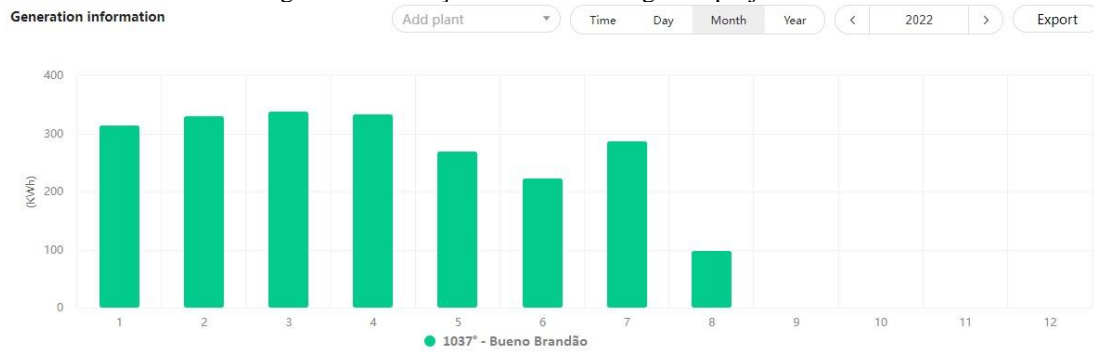 Generation information
Add plant
Time Day Month Year
< 2022 >
Export
400
300
200
100
0
(KWh)
1 2 3 4 5 6 7 8 9 10 11 12
1037° - Bueno Brandão